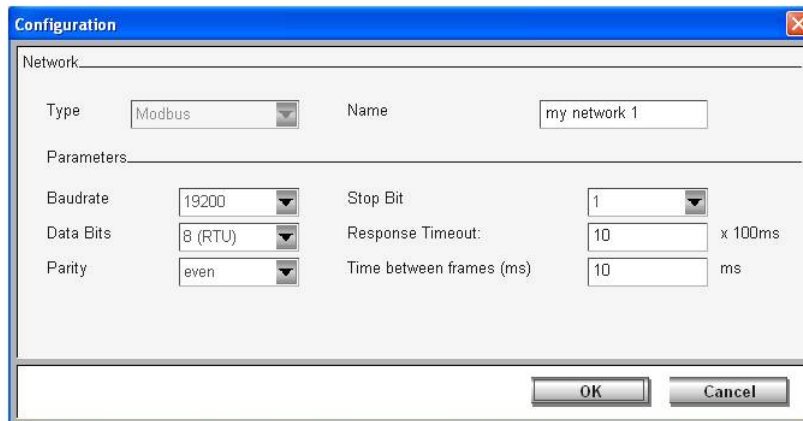 Configuration
Network
Type Modbus Name my network 1
Parameters
Baudrate 19200 Stop Bit 1
Data Bits 8 (RTU) Response Timeout: 10 x 100ms
Parity even Time between frames (ms) 10 ms
OK Cancel